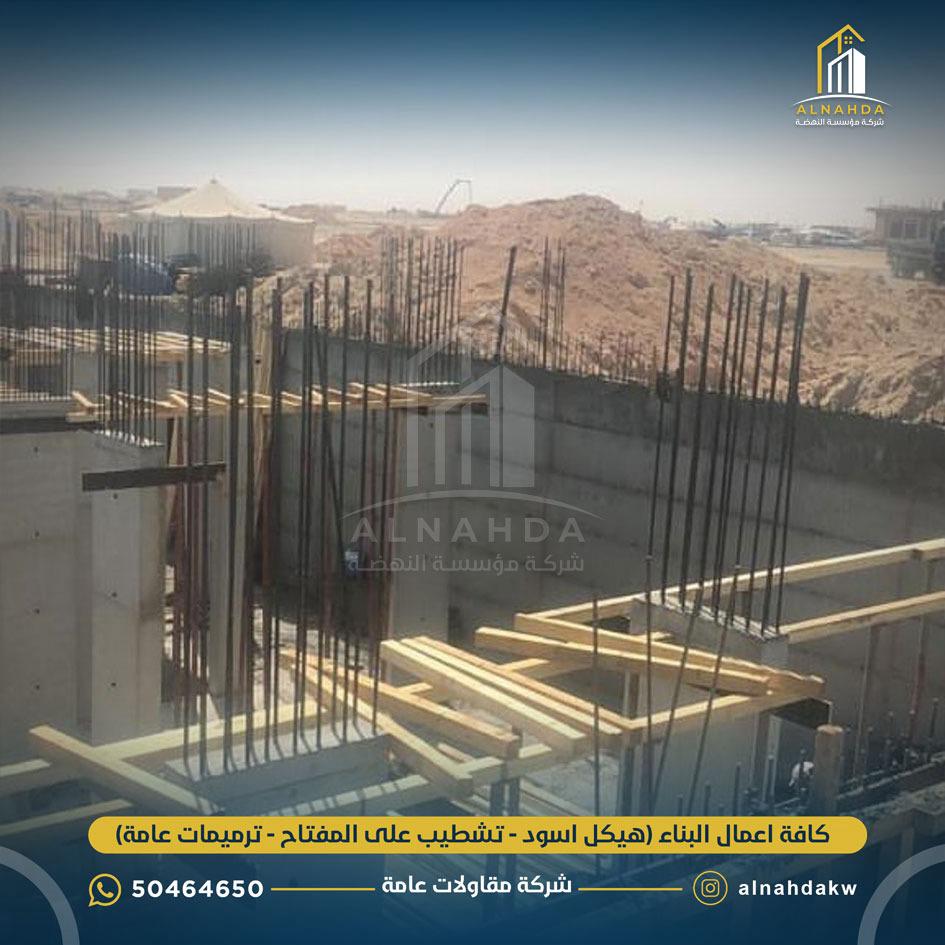 ALNAHDA
شركة مؤسسة النهضة
ALNAHDA
شركة مؤسسة النهضة
كافة اعمال البناء (هيكل اسود - تشطيب على المفتاح - ترميمات عامة)
50464650
شركة مقاولات عامة
alnahdakw